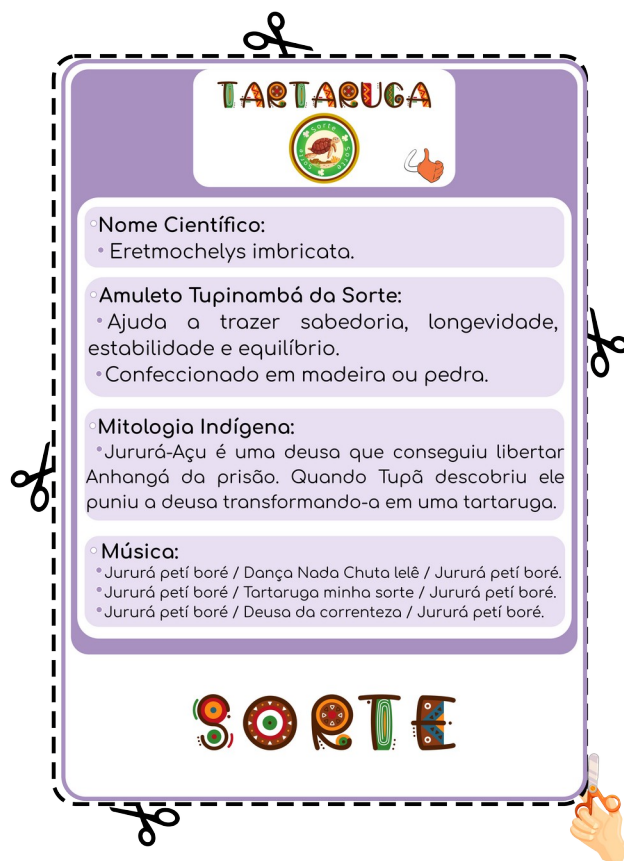 TARTARUGA
Sorte Sorte Sorte
Nome Científico:
Eretmochelys imbricata.
Amuleto Tupinambá da Sorte:
Ajuda a trazer sabedoria, longevidade,
estabilidade e equilíbrio.
Confeccionado em madeira ou pedra.
Mitologia Indígena:
Jururá-Açu é uma deusa que conseguiu libertar
Anhangá da prisão. Quando Tupã descobriu ele
puniu a deusa transformando-a em uma tartaruga.
Música:
Jururá petí boré / Dança Nada Chuta lelê / Jururá petí boré.
Jururá petí boré / Tartaruga minha sorte / Jururá petí boré.
Jururá petí boré / Deusa da correnteza / Jururá petí boré.
SORTE